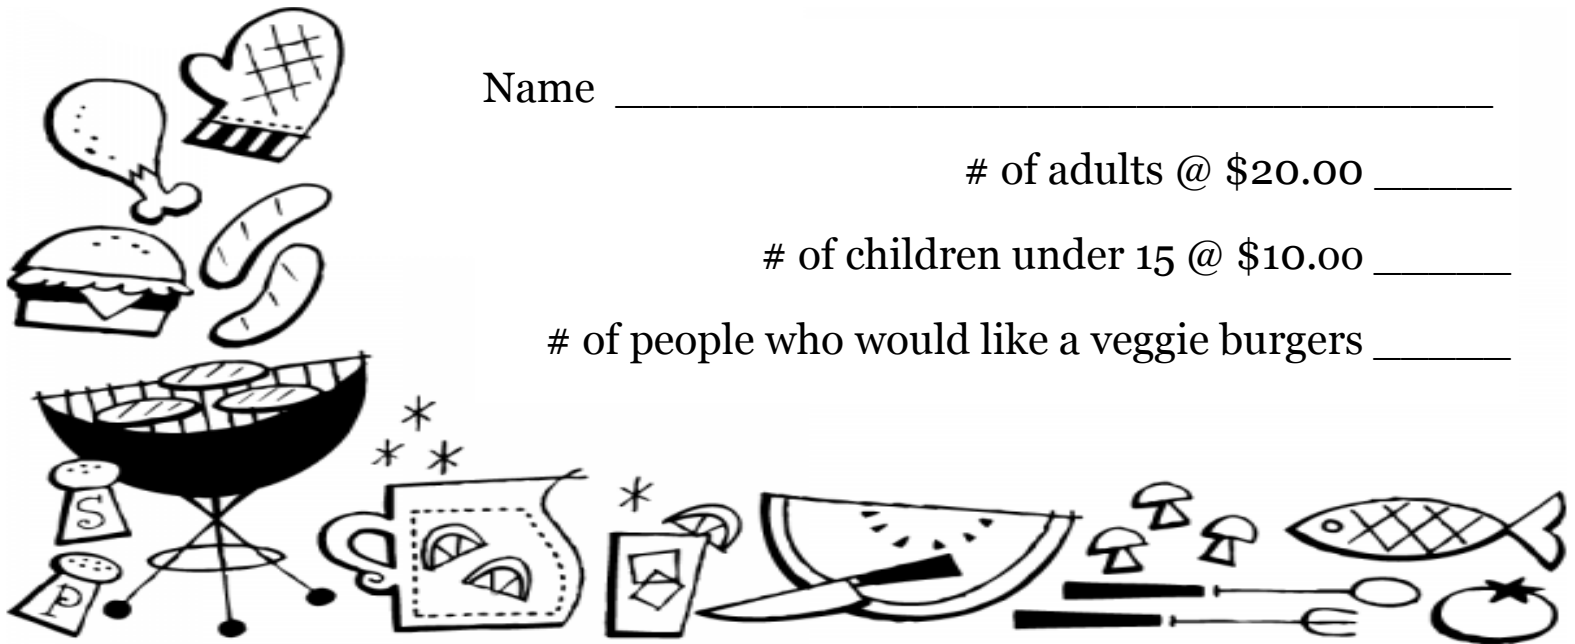 Name ________________________________
# of adults @ $20.00 _____
# of children under 15 @ $10.00 _____
# of people who would like a veggie burgers _____
S
P